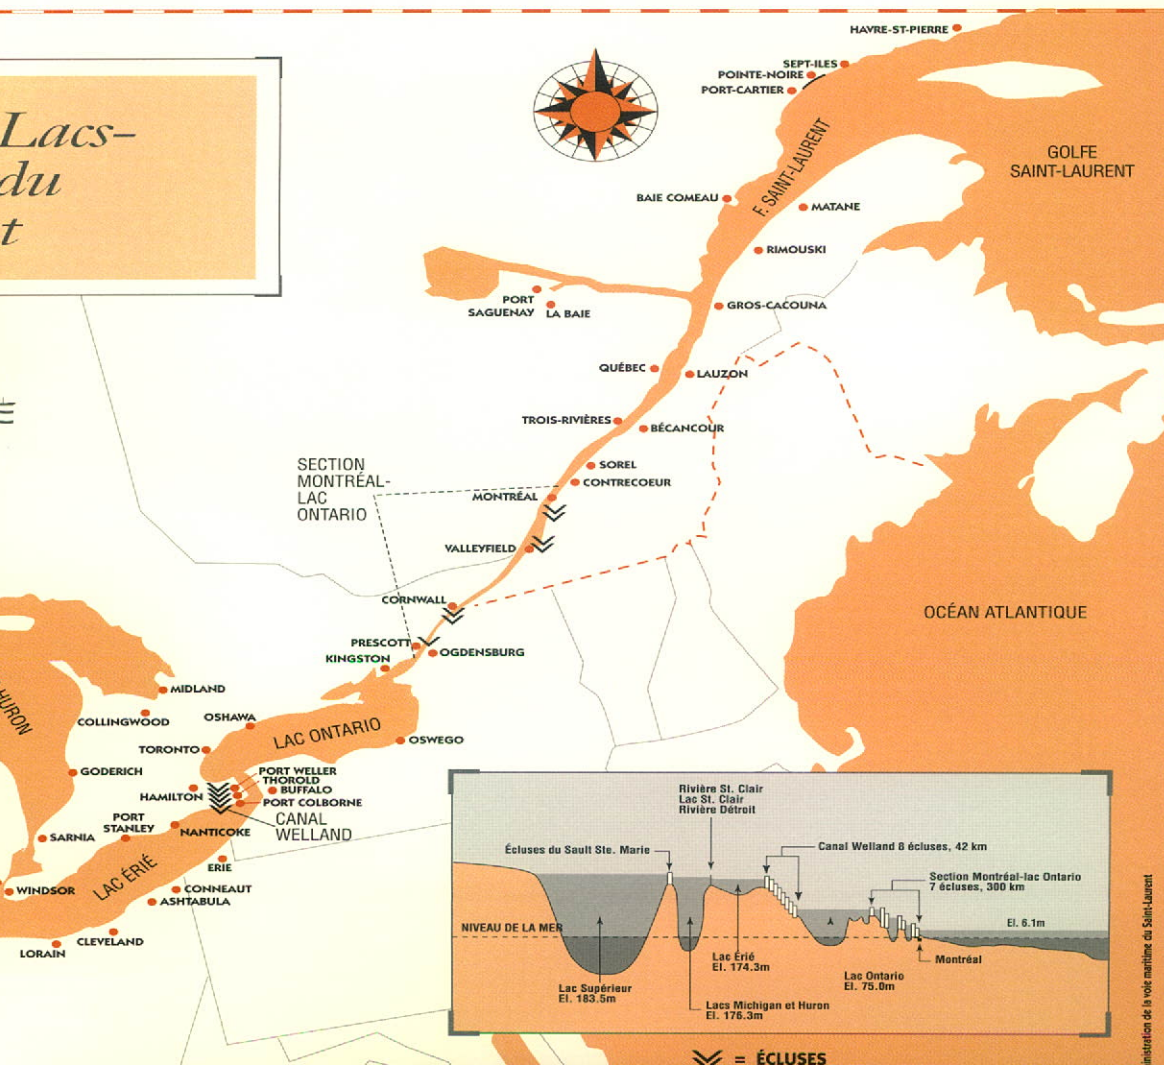 Lacs-
du
t
HAVRE-ST-PIERRE
SEPT-ILES
POINTE-NOIRE
PORT-CARTIER
GOLFE
SAINT-LAURENT
F. SAINT-LAURENT
BAIE COMEAU
MATANE
RIMOUSKI
PORT
SAGUENAY
LA BAIE
GROS-CACOUNA
QUÉBEC
LAUZON
TROIS-RIVIÈRES
BÉCANCOUR
SECTION
MONTRÉAL-
LAC
ONTARIO
SOREL
CONTRECOEUR
MONTRÉAL
VALLEYFIELD
CORNWALL
OCÉAN ATLANTIQUE
PRESCOTT
OGDENSBURG
KINGSTON
HURON
MIDLAND
COLLINGWOOD
OSHAWA
LAC ONTARIO
OSWEGO
TORONTO
GODERICH
PORT WELLER
THOROLD
BUFFALO
HAMILTON
PORT COLBORNE
CANAL
WELLAND
PORT
STANLEY
NANTICOKE
SARNIA
LAC ÉRIÉ
ERIE
WINDSOR
CONNEAUT
ASHTABULA
CLEVELAND
LORAIN
Rivière St. Clair
Lac St. Clair
Rivière Détroit
Écluses du Sault Ste. Marie
Canal Welland 8 écluses, 42 km
Section Montréal-lac Ontario
7 écluses, 300 km
El. 6.1m
NIVEAU DE LA MER
Lac Érié
El. 174.3m
Montréal
Lac Ontario
El. 75.0m
Lac Supérieur
El. 183.5m
Lacs Michigan et Huron
El. 176.3m
= ÉCLUSES
inistration de la voie maritime du Saint-Laurent